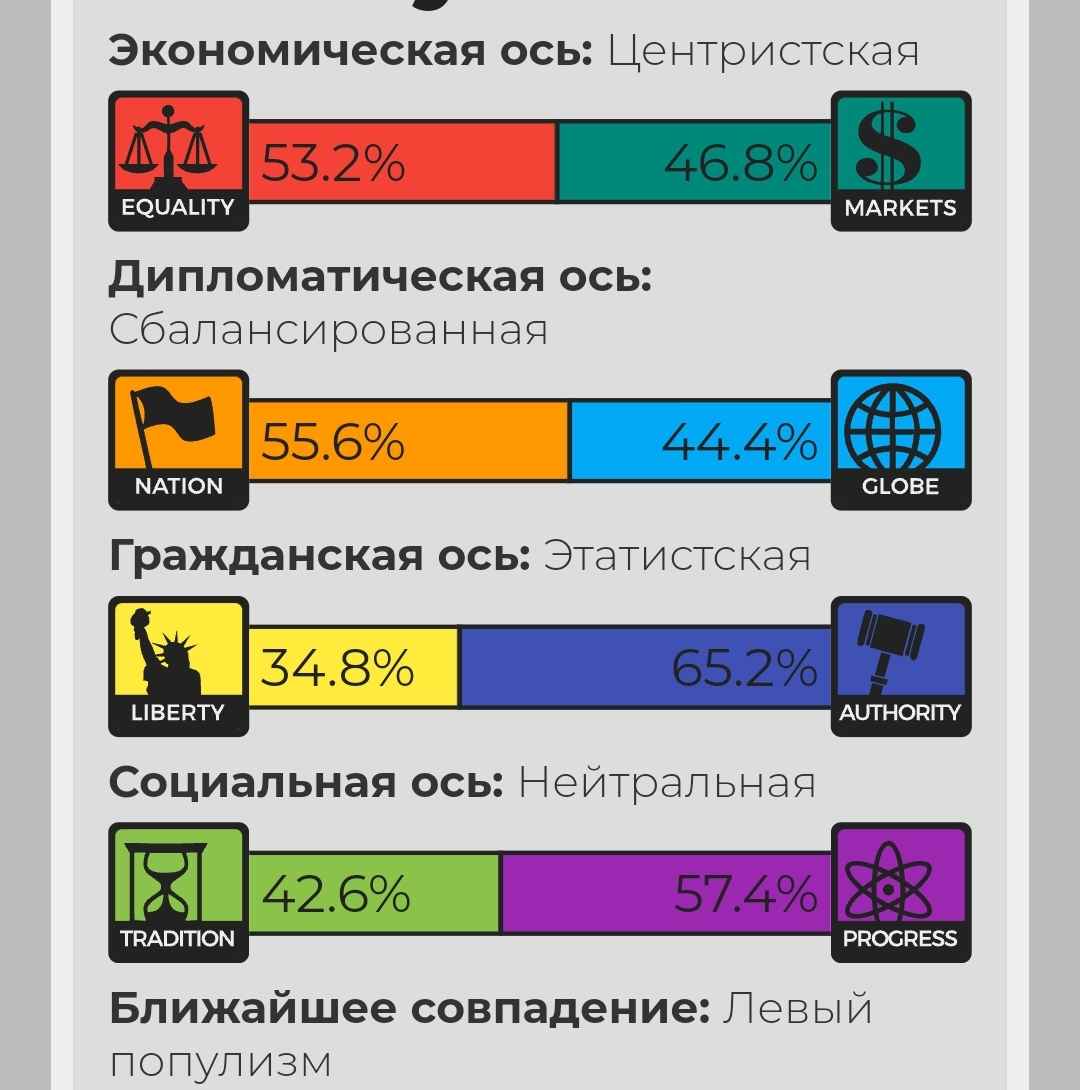 Экономическая ось: Центристская
53.2% 46.8%
EQUALITY MARKETS
Дипломатическая ось:
Сбалансированная
55.6% 44.4%
NATION GLOBE
Гражданская ось: Этатистская
34.8% 65.2%
LIBERTY AUTHORITY
Социальная ось: Нейтральная
42.6% 57.4%
TRADITION PROGRESS
Ближайшее совпадение: Левый
популизм